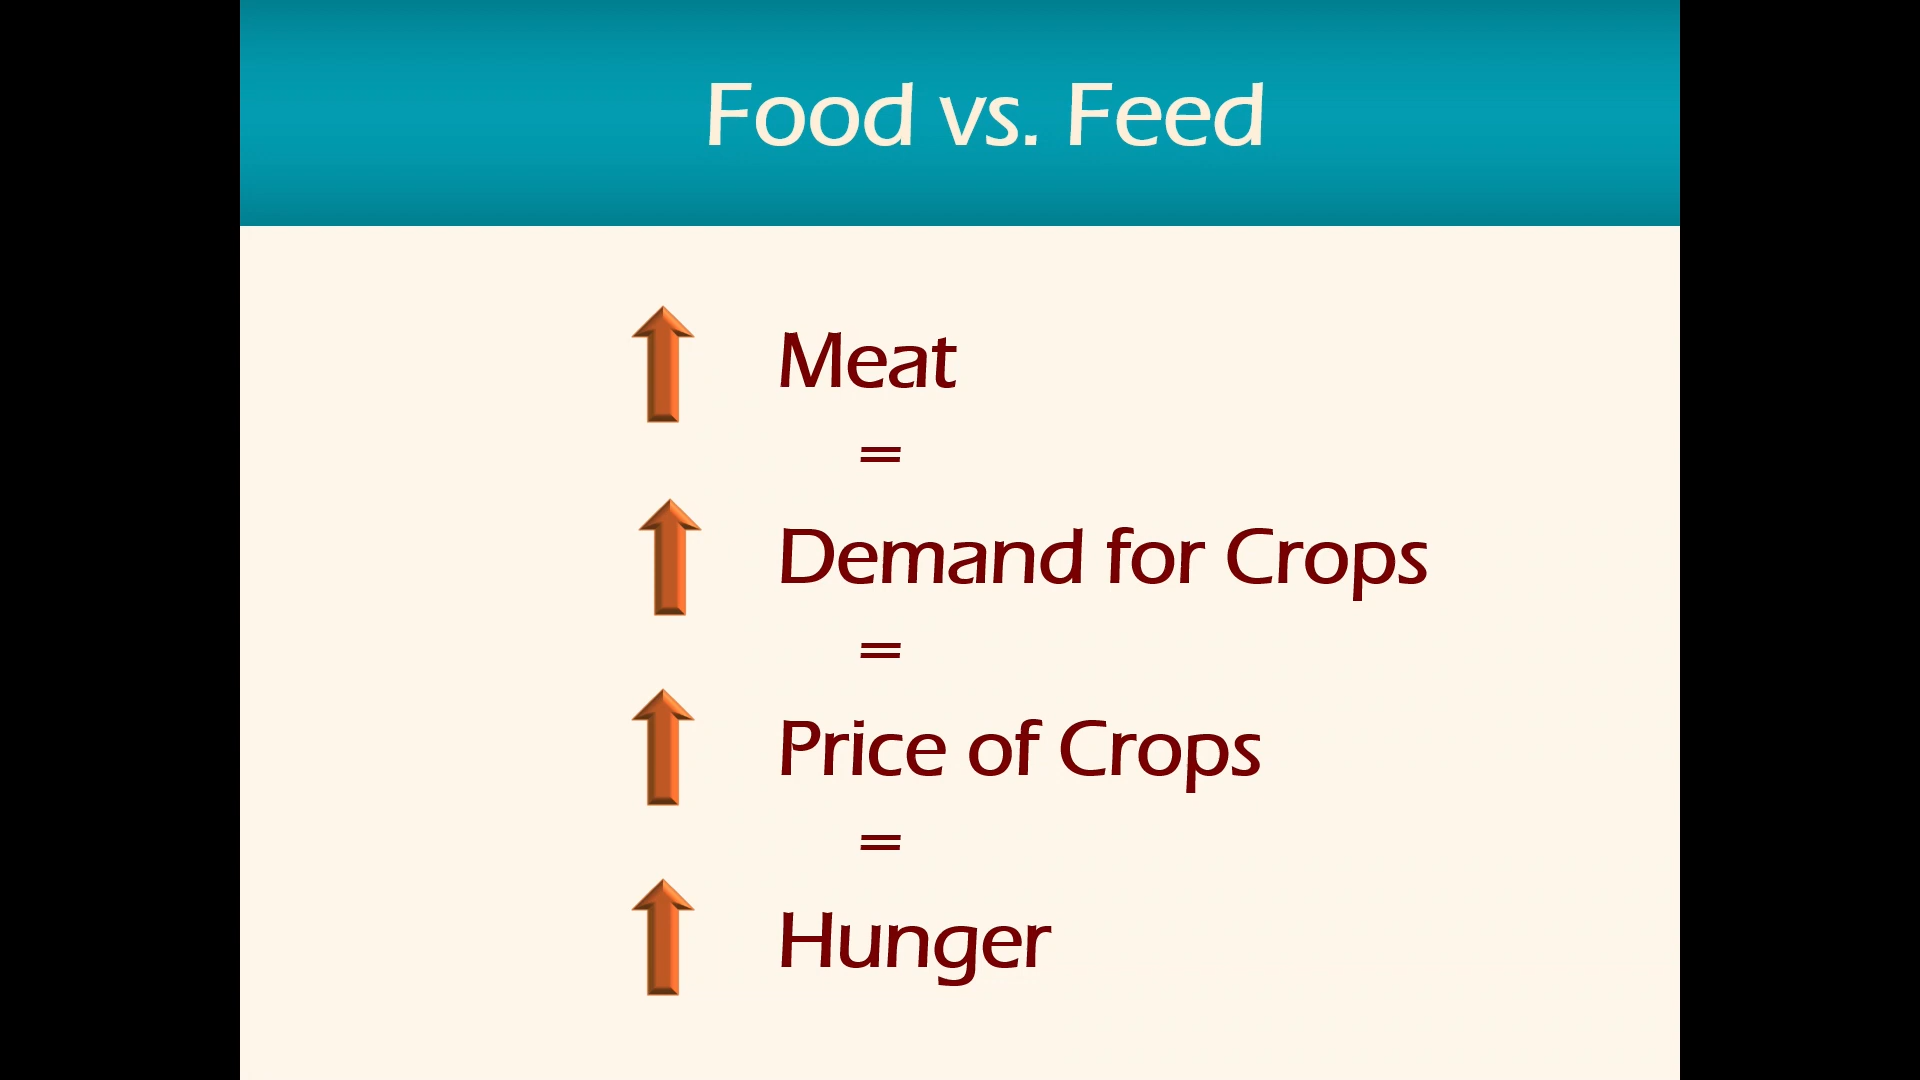 Food vs. Feed
Meat
=
Demand for Crops
=
Price of Crops
=
Hunger